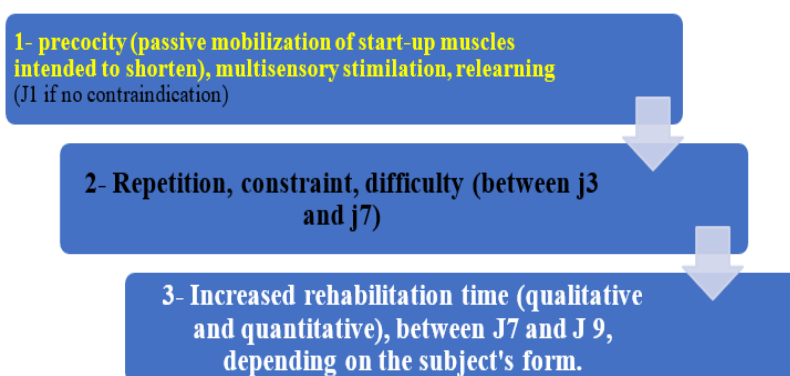 1- precocity (passive mobilization of start-up muscles
intended to shorten), multisensory stimilation, relearning
(J1 if no contraindication)
2- Repetition, constraint, difficulty (between j3
and j7)
3- Increased rehabilitation time (qualitative
and quantitative), between J7 and J 9,
depending on the subject's form.